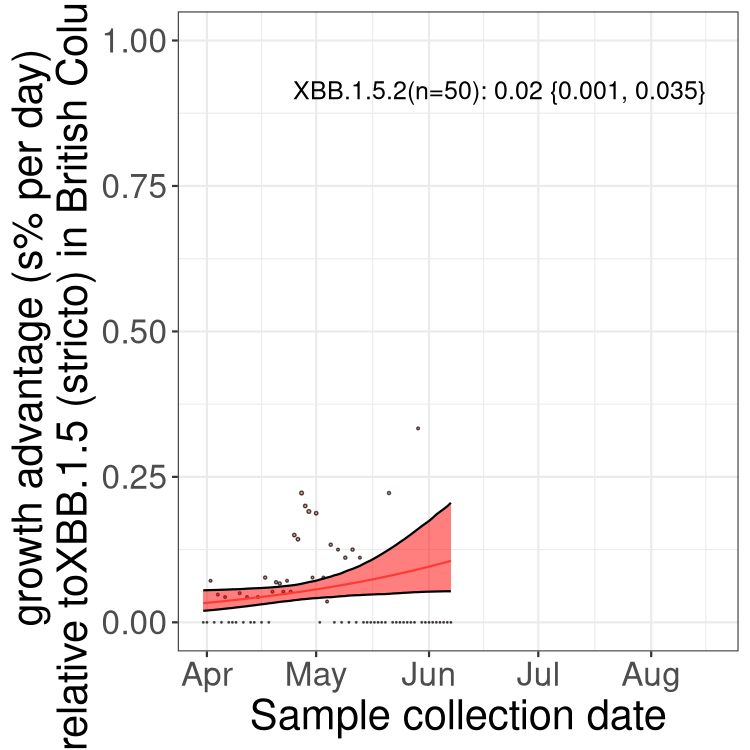 growth advantage (s% per day)
relative toXBB.1.5 (stricto) in British Colu
1.00
0.75
0.50
0.25
0.00
XBB.1.5.2(n=50): 0.02 {0.001, 0.035}
Apr May Jun Jul Aug
Sample collection date